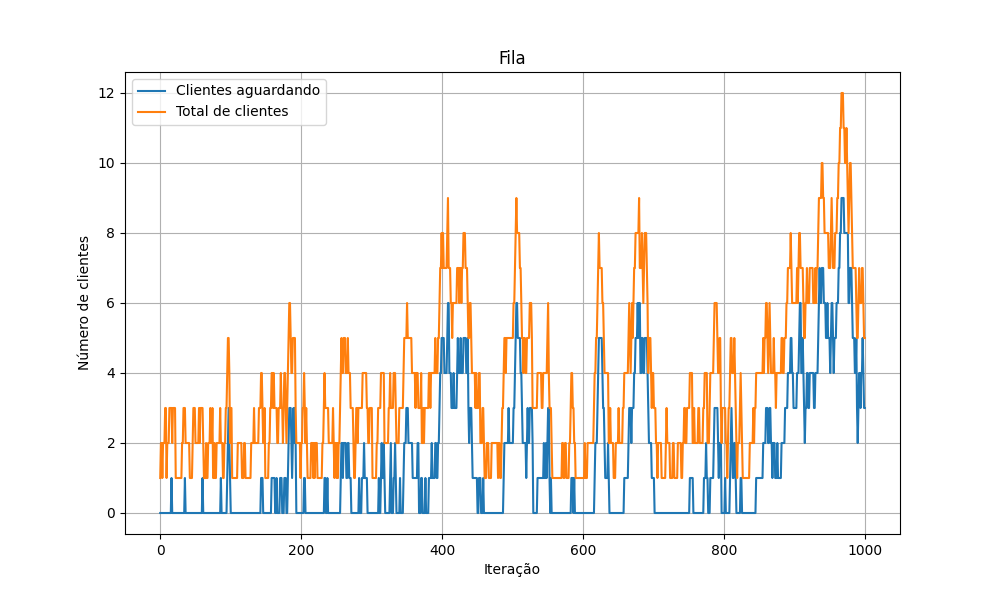 Fila
Clientes aguardando
Total de clientes
12
10
8
6
4
2
0
Número de clientes
0 200 400 600 800 1000
Iteração